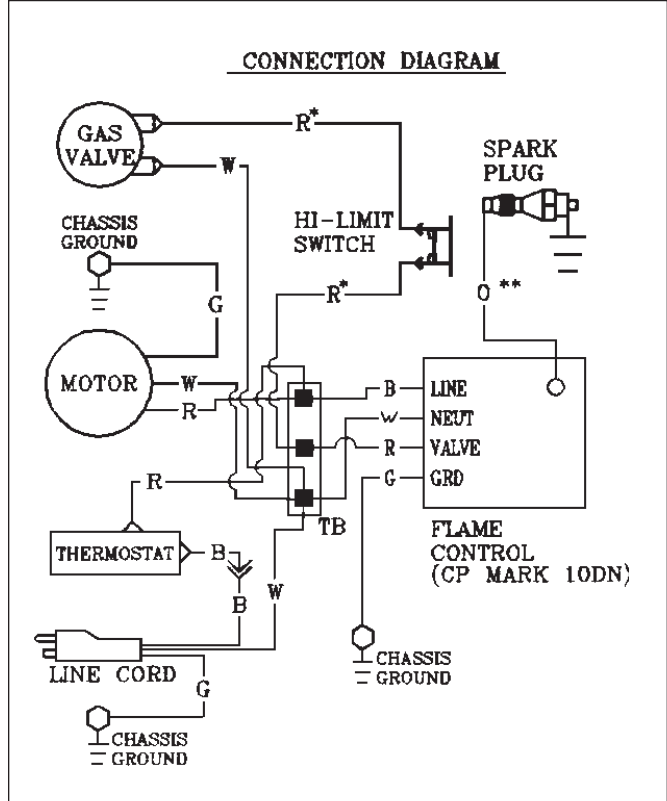 CONNECTION DIAGRAM
GAS
VALVE
R*
W
SPARK
PLUG
CHASSIS
GROUND
HI-LIMIT
SWITCH
R*
O **
G
MOTOR
W
R
B
LINE
W
NEUT
R
VALVE
G
GRD
R
TB
THERMOSTAT
B
B
W
FLAME
CONTROL
(CP MARK 10DN)
LINE CORD
G
CHASSIS
GROUND
CHASSIS
GROUND